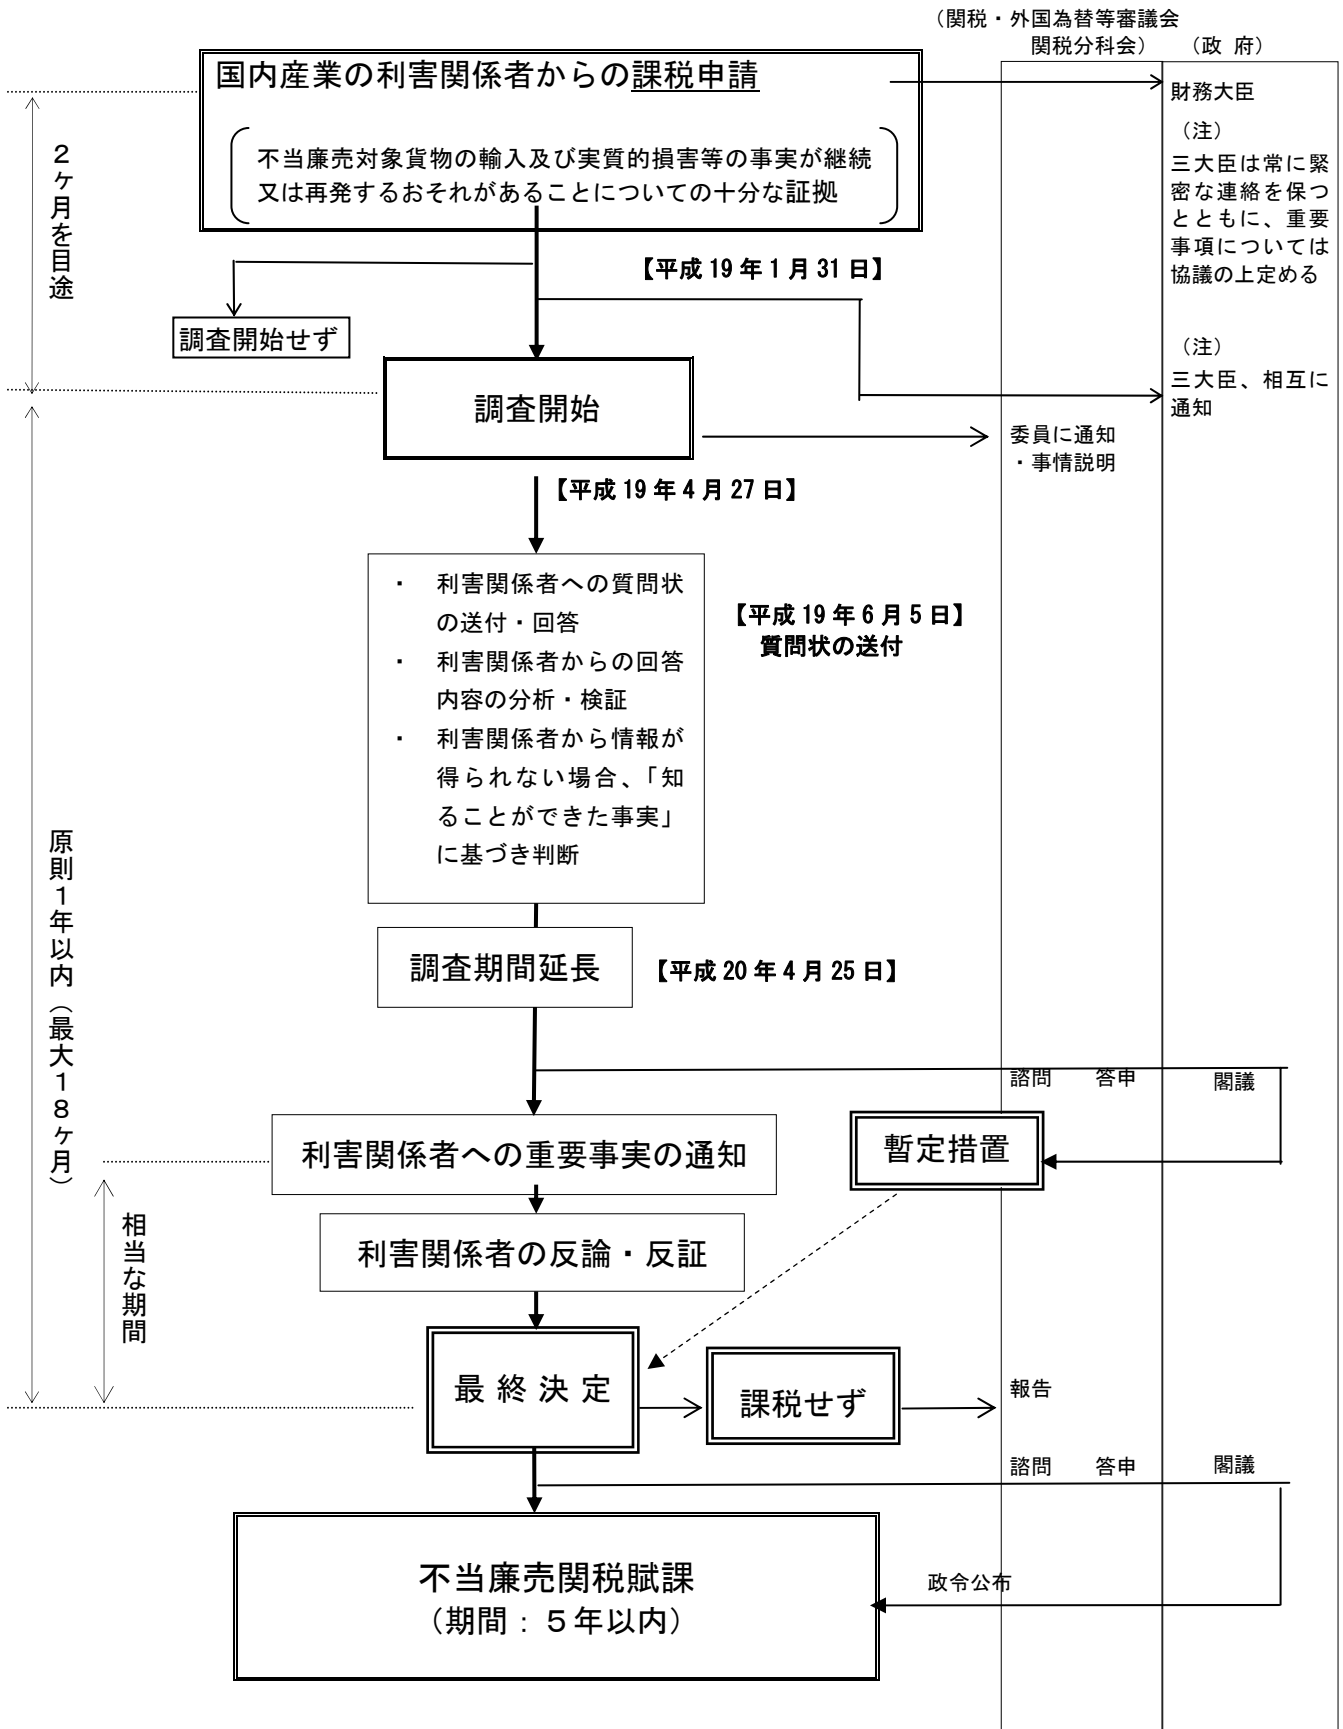 （関税・外国為替等審議会
関税分科会）
（政 府）
国内産業の利害関係者からの課税申請
不当廉売対象貨物の輸入及び実質的損害等の事実が継続
又は再発するおそれがあることについての十分な証拠
財務大臣
（注）
三大臣は常に緊
密な連絡を保つ
とともに、重要
事項については
協議の上定める
２ヶ月を目途
【平成 19 年 1 月 31 日】
調査開始せず
（注）
三大臣、相互に
通知
調査開始
委員に通知
・事情説明
【平成 19 年 4 月 27 日】
・ 利害関係者への質問状
の送付・回答
・ 利害関係者からの回答
内容の分析・検証
・ 利害関係者から情報が
得られない場合、「知
ることができた事実」
に基づき判断
【平成 19 年 6 月 5 日】
質問状の送付
原則１年以内（最大１８ヶ月）
調査期間延長
【平成 20 年 4 月 25 日】
諮問 答申 閣議
暫定措置
利害関係者への重要事実の通知
相当な期間
利害関係者の反論・反証
最 終 決 定
課税せず
報告
諮問 答申 閣議
不当廉売関税賦課
（期間：５年以内）
政令公布